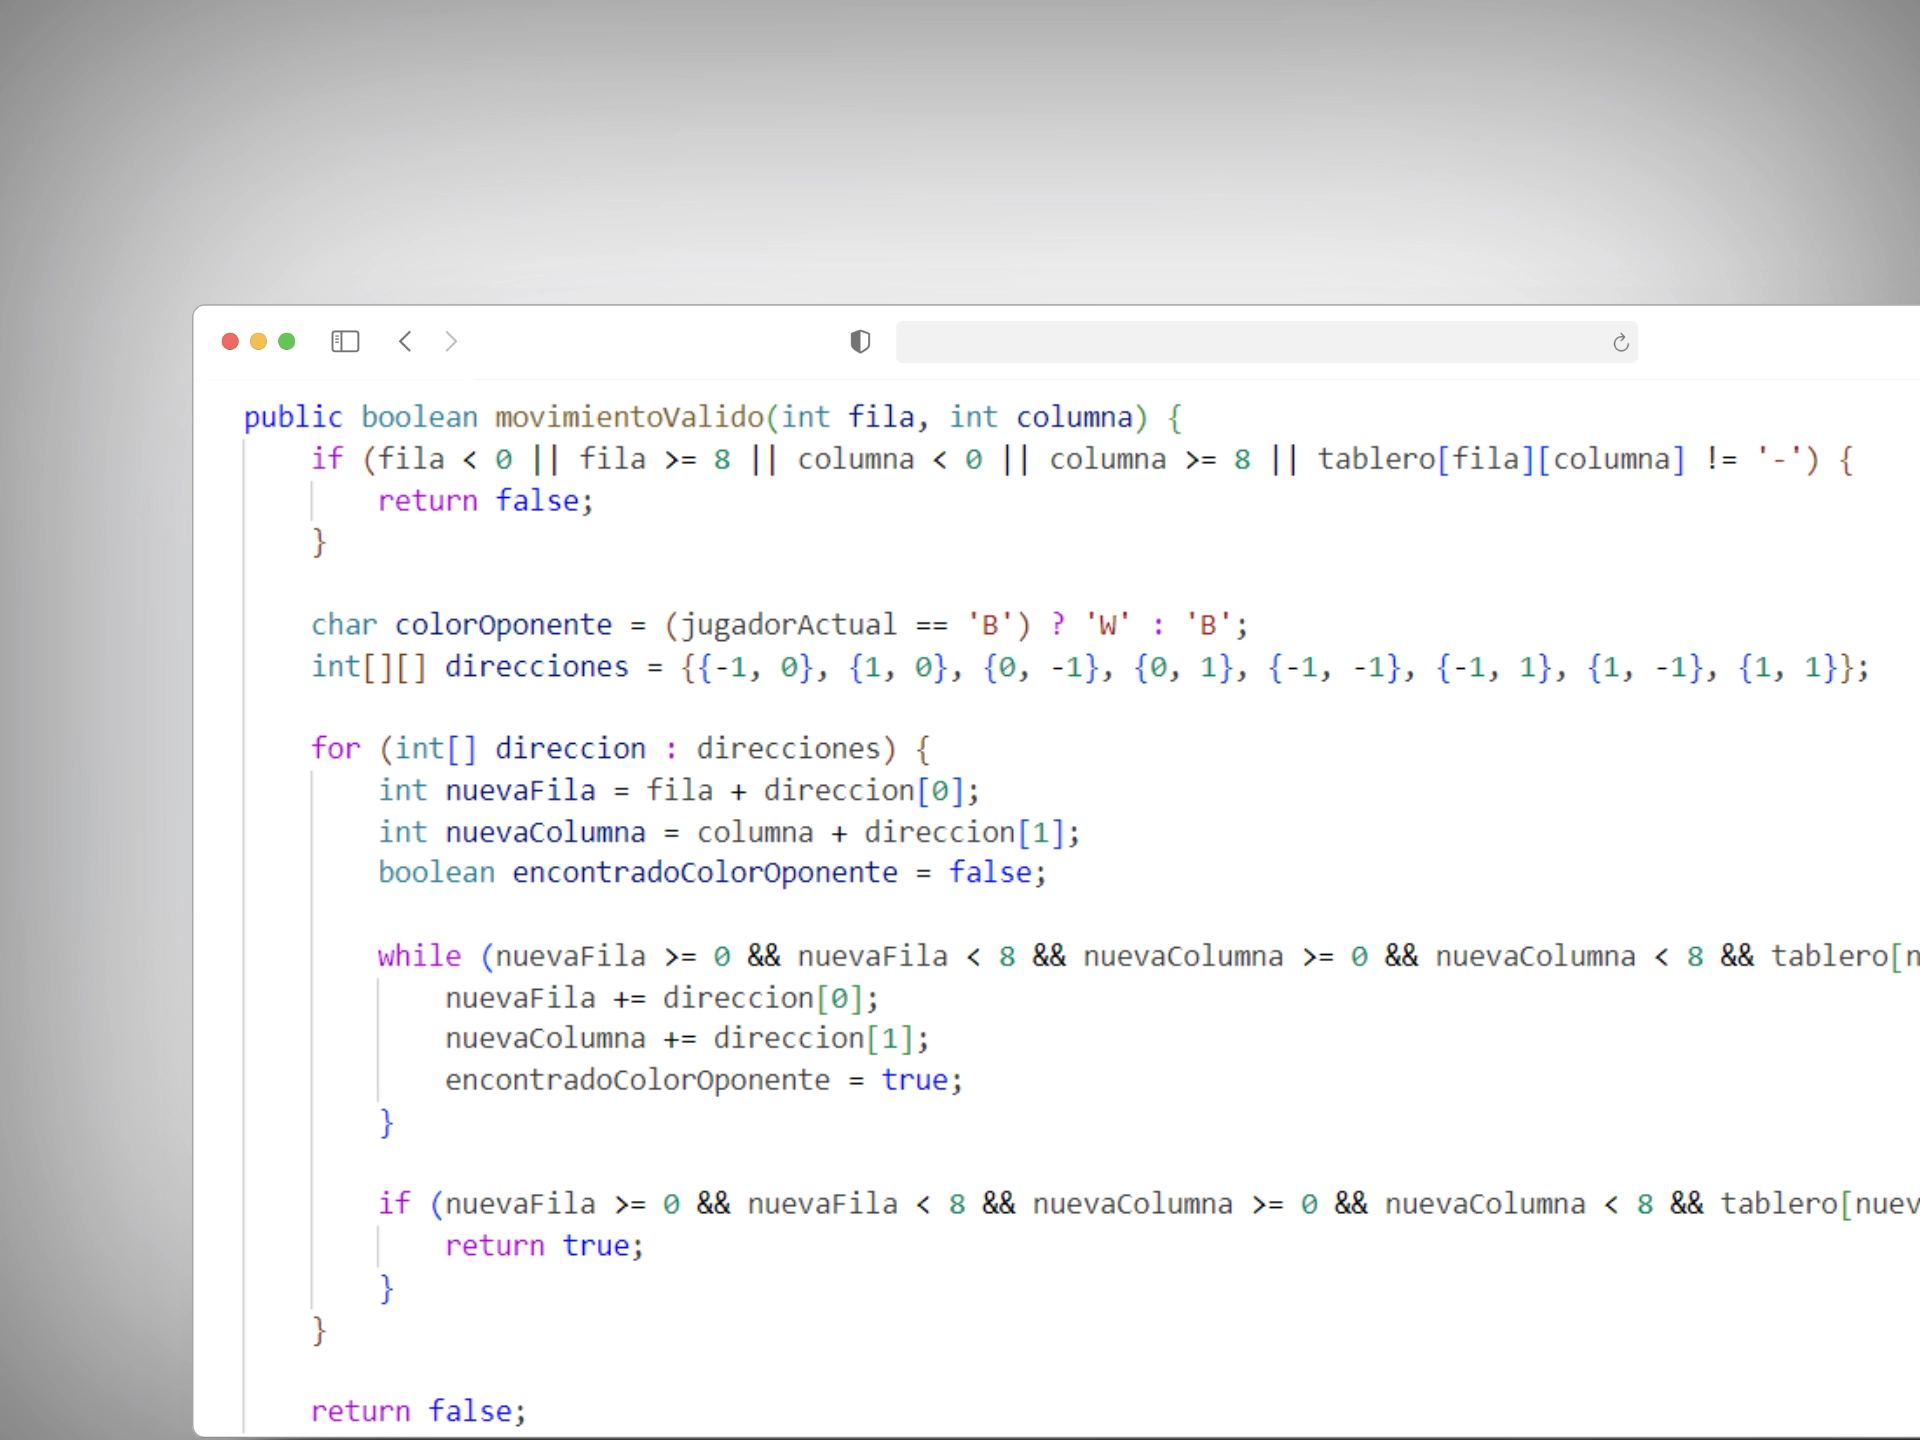 public boolean movimientoValido(int fila, int columna) {
if (fila < 0 || fila >= 8 || columna < 0 || columna >= 8 || tablero[fila][columna] != '-') {
return false;
}
char colorOponente = (jugadorActual == 'B') ? 'W' : 'B';
int[][] direcciones = {{-1, 0}, {1, 0}, {0, -1}, {0, 1}, {-1, -1}, {-1, 1}, {1, -1}, {1, 1}};
for (int[] direccion : direcciones) {
int nuevaFila = fila + direccion[0];
int nuevaColumna = columna + direccion[1];
boolean encontradoColorOponente = false;
while (nuevaFila >= 0 && nuevaFila < 8 && nuevaColumna >= 0 && nuevaColumna < 8 && tablero[n
nuevaFila += direccion[0];
nuevaColumna += direccion[1];
encontradoColorOponente = true;
}
if (nuevaFila >= 0 && nuevaFila < 8 && nuevaColumna >= 0 && nuevaColumna < 8 && tablero[nuev
return true;
}
}
return false;